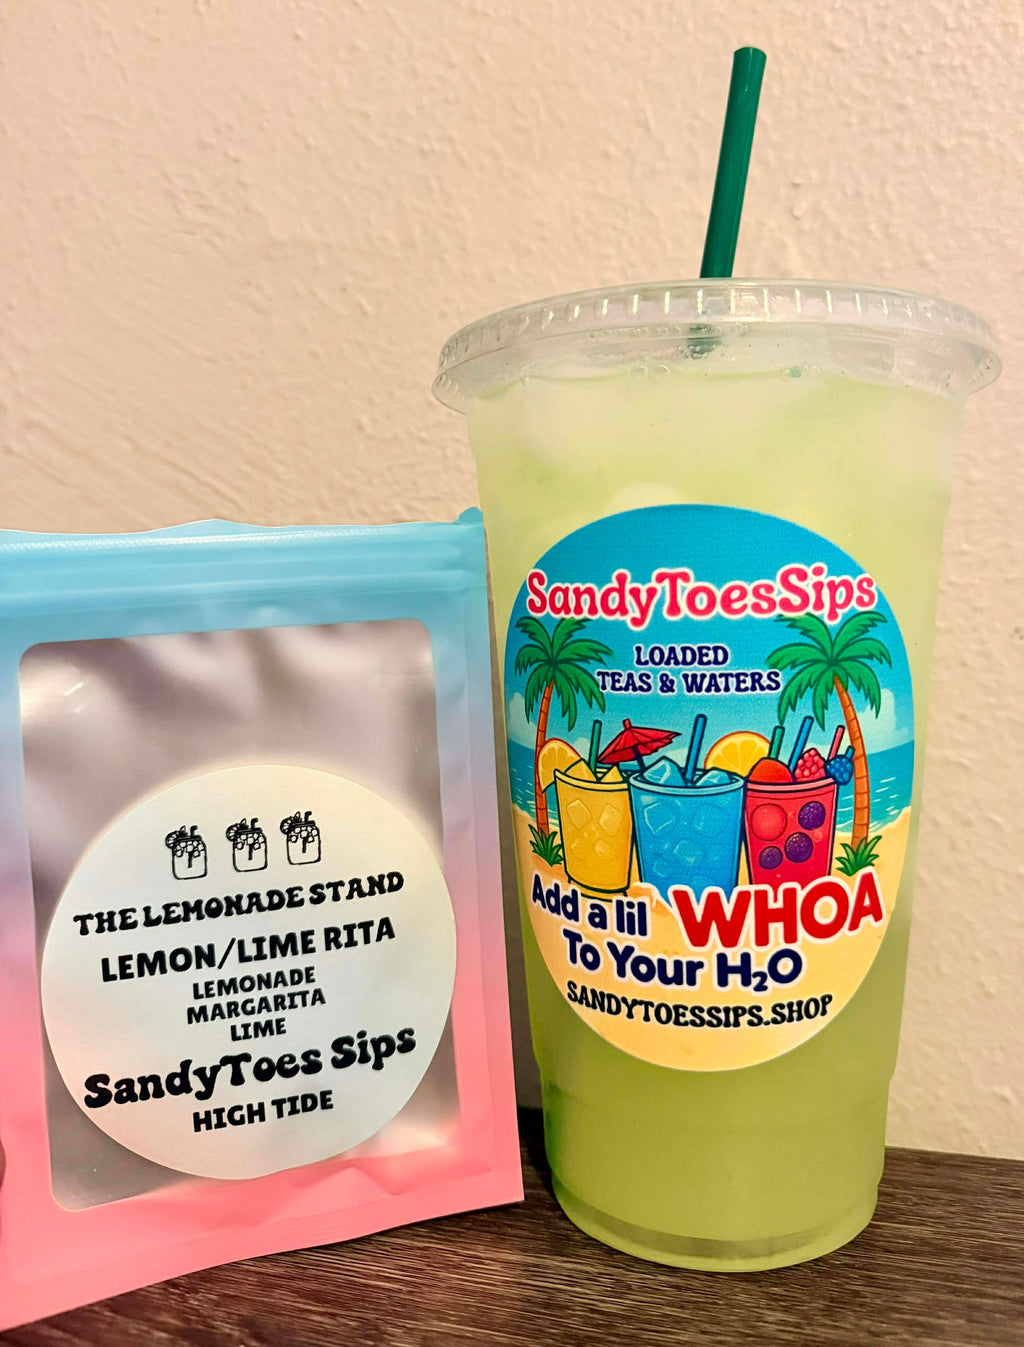 THE LEMONADE STAND
LEMON/LIME RITA
LEMONADE
MARGARITA
LIME
SandyToes Sips
HIGH TIDE
SandyToesSips
LOADED
TEAS & WATERS
Add a lil WHOA
To Your H₂O
SANDYTOESSIPS.SHOP